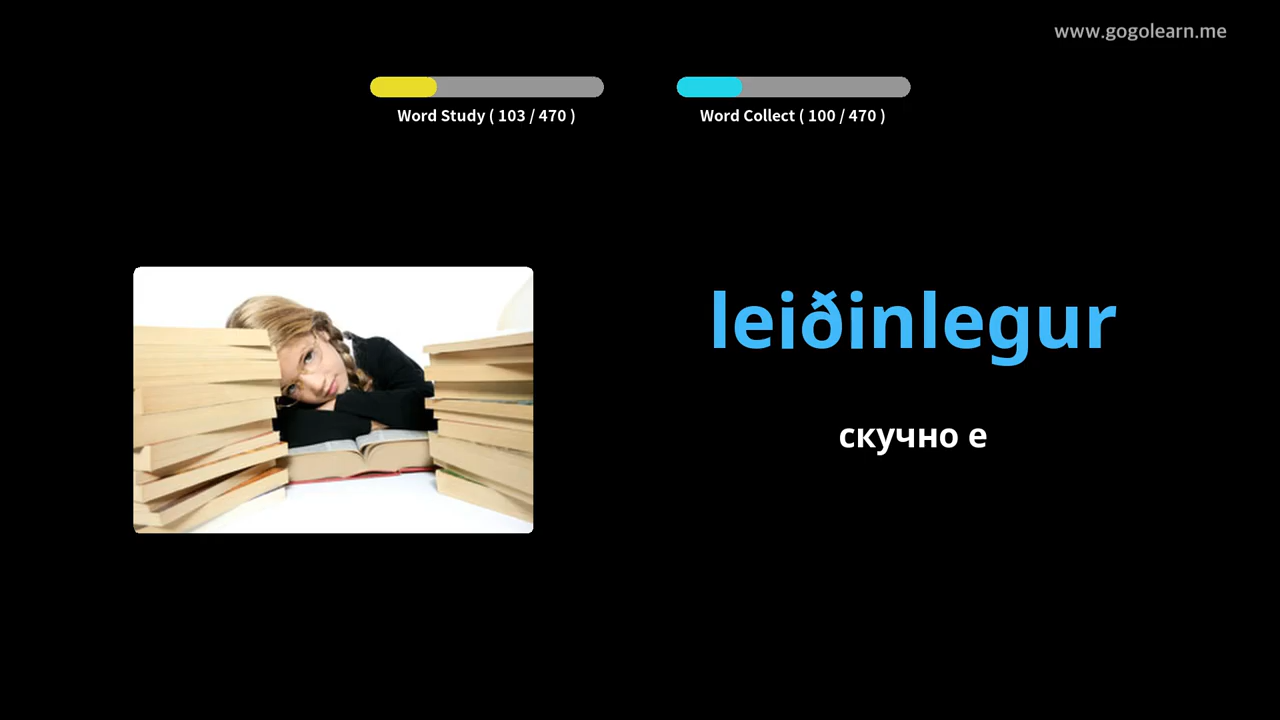 www.gogolearn.me
Word Study ( 103 / 470 )
Word Collect ( 100 / 470 )
leiðinlegur
скучно е